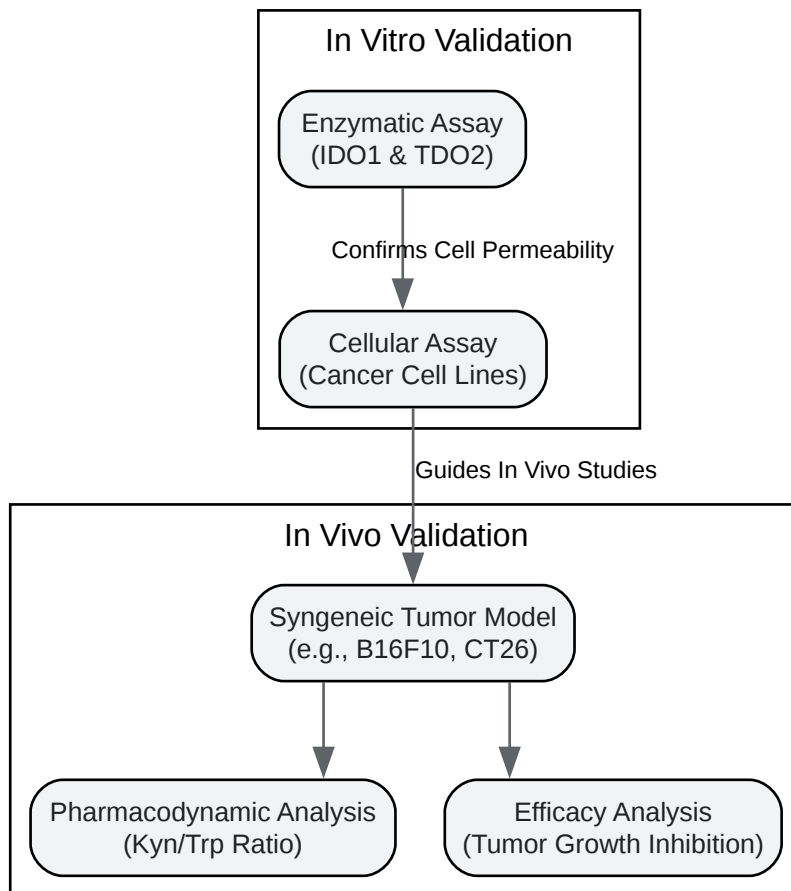 In Vitro Validation
Enzymatic Assay
(IDO1 & TDO2)
Confirms Cell Permeability
Cellular Assay
(Cancer Cell Lines)
Guides In Vivo Studies
In Vivo Validation
Syngeneic Tumor Model
(e.g., B16F10, CT26)
Pharmacodynamic Analysis
(Kyn/Trp Ratio)
Efficacy Analysis
(Tumor Growth Inhibition)